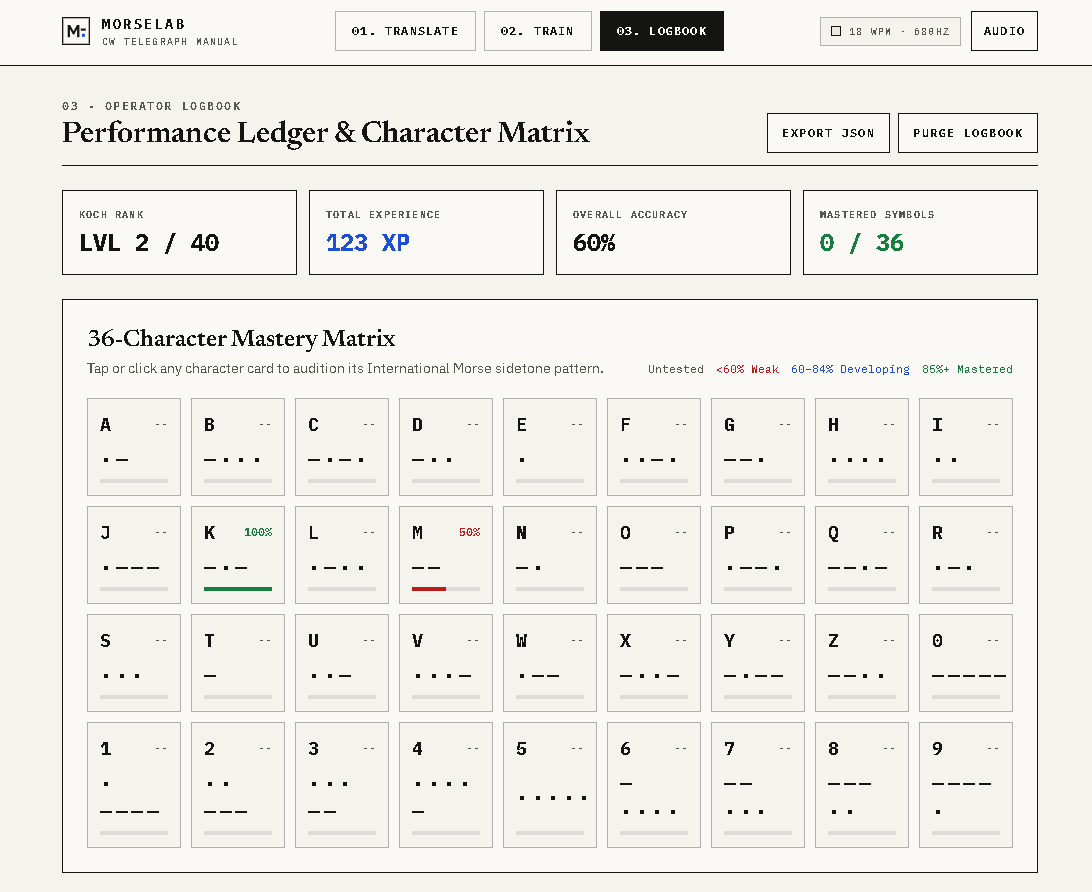 M:
MORSELAB
CW TELEGRAPH MANUAL
01. TRANSLATE
02. TRAIN
03. LOGBOOK
18 WPM · 680HZ
AUDIO
03 - OPERATOR LOGBOOK
Performance Ledger & Character Matrix
EXPORT JSON
PURGE LOGBOOK
KOCH RANK
LVL 2 / 40
TOTAL EXPERIENCE
123 XP
OVERALL ACCURACY
60%
MASTERED SYMBOLS
0 / 36
36-Character Mastery Matrix
Tap or click any character card to audition its International Morse sidetone pattern.
Untested <60% Weak 60-84% Developing 85%+ Mastered
A -- B -- C -- D -- E -- F -- G -- H -- I --
·— —··· —·—· —·· · ··—· ——· ···· ··
J -- K 100% L -- M 50% N -- O -- P -- Q -- R --
·——— —·— ·—·· —— —· ——— ·——· ——·— ·—·
S -- T -- U -- V -- W -- X -- Y -- Z -- 0 --
··· — ··— ···— ·—— —··— —·—— ——·· —————
1 -- 2 -- 3 -- 4 -- 5 -- 6 -- 7 -- 8 -- 9 --
· ·· ··· ···· ····· — —— ——— ————
———— ——— —— — ···· ··· ·· ·